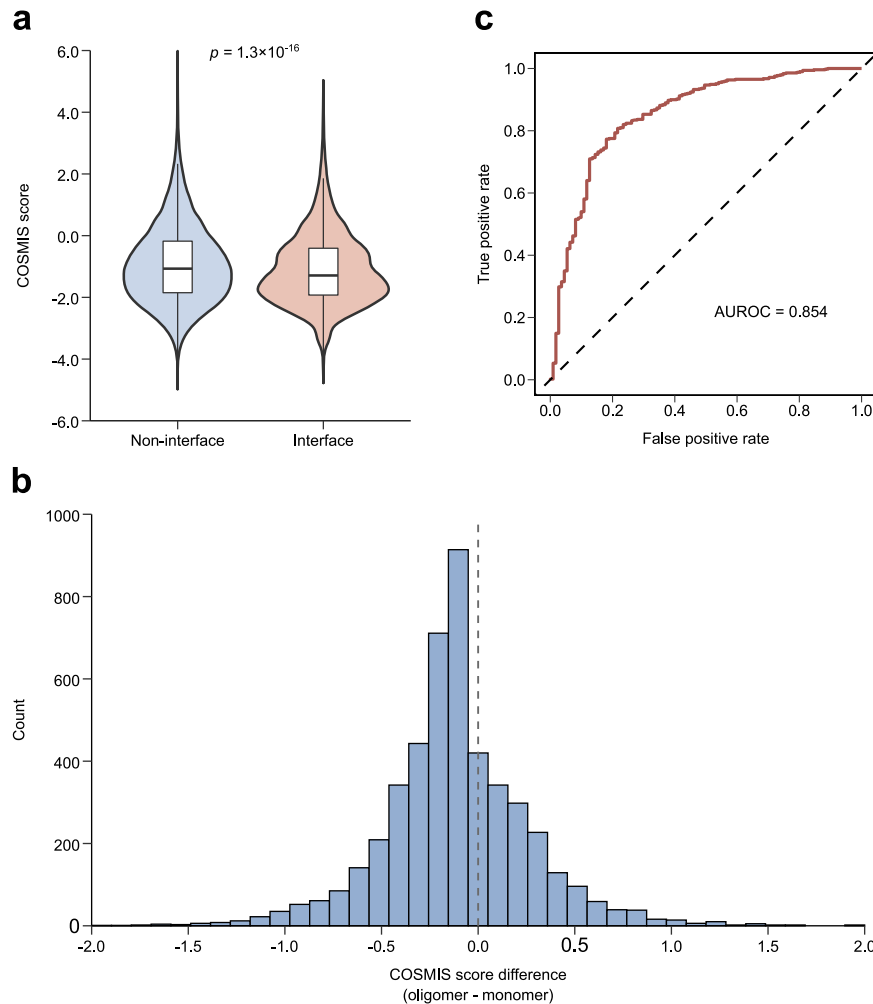 a
p = 1.3×10-16
6.0
4.0
2.0
0.0
-2.0
-4.0
-6.0
COSMIS score
Non-interface
Interface
c
1.0
0.8
0.6
0.4
0.2
0.0
True positive rate
AUROC = 0.854
0.0
0.2
0.4
0.6
0.8
1.0
False positive rate
b
1000
800
600
400
200
0
Count
-2.0
-1.5
-1.0
-0.5
0.0
0.5
1.0
1.5
2.0
COSMIS score difference
(oligomer - monomer)